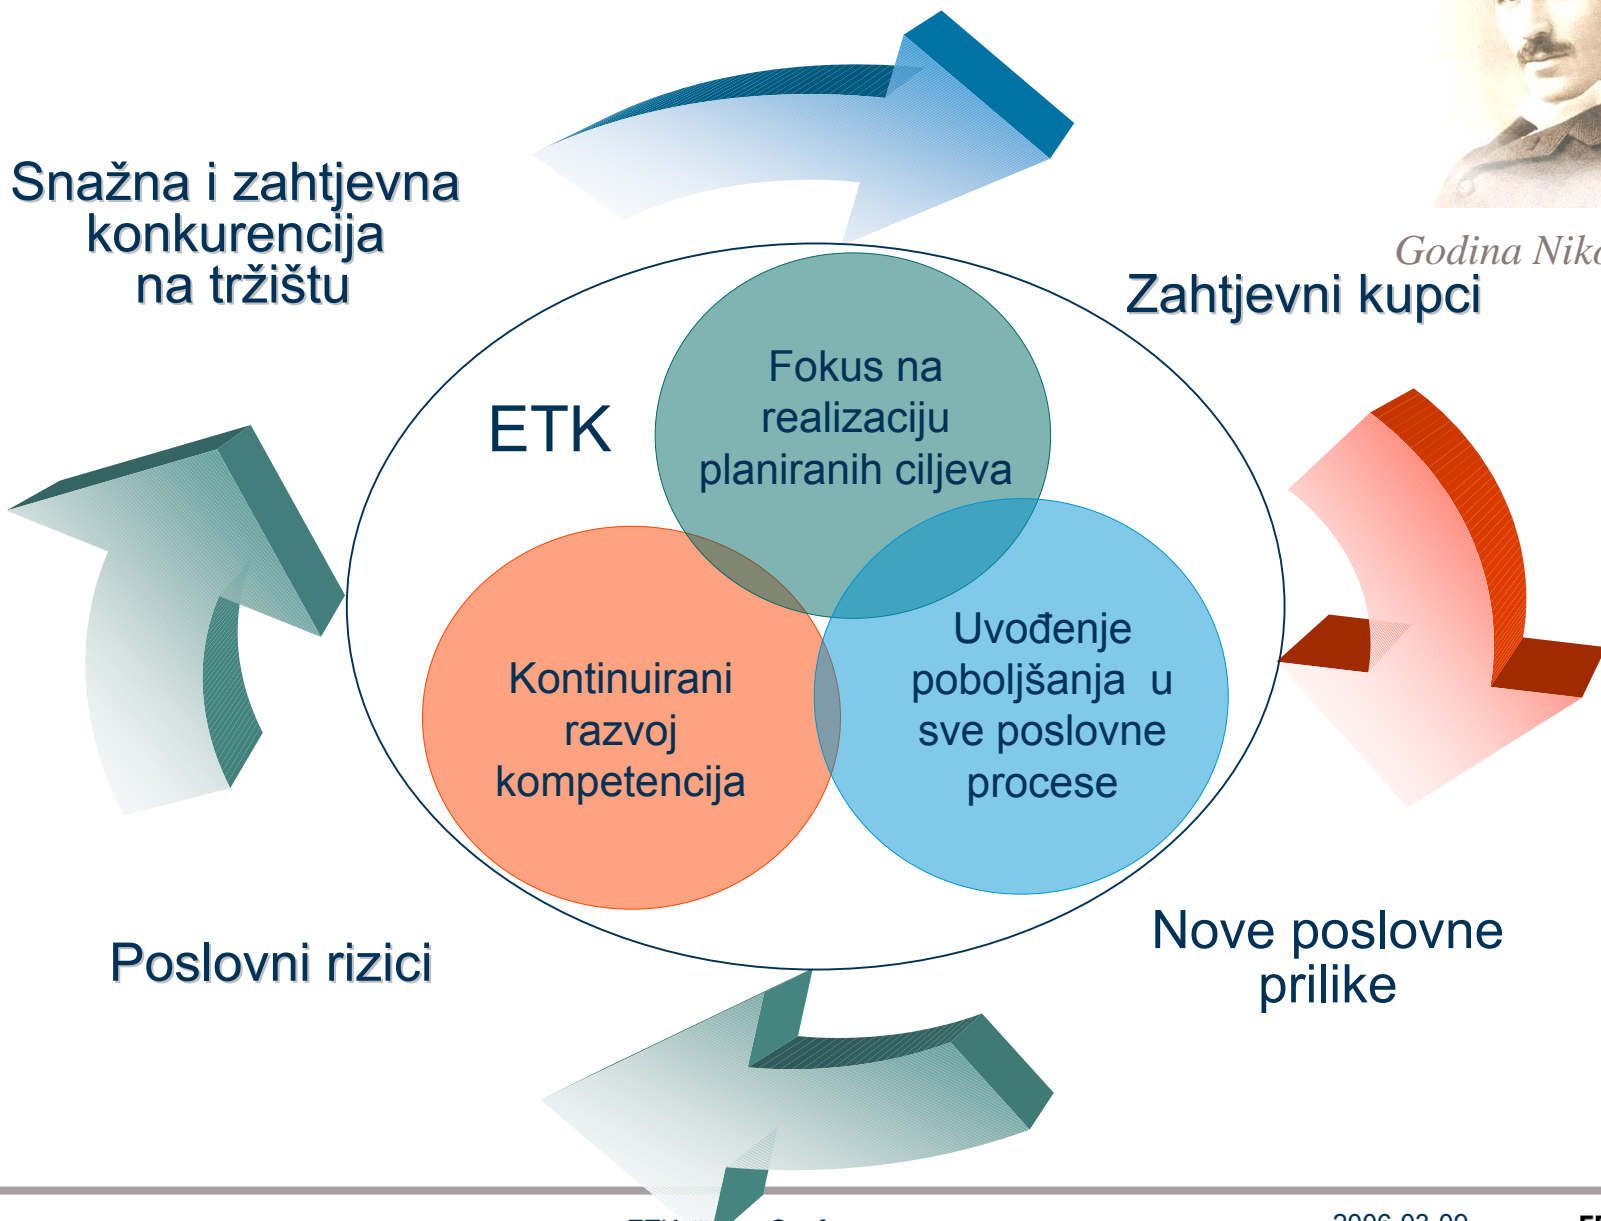 Snažna i zahtjevna
konkurencija
na tržištu
Godina
Zahtjevni kupci
ETK
Fokus na
realizaciju
planiranih ciljeva
Kontinuirani
razvoj
kompetencija
Uvođenje
poboljšanja u
sve poslovne
procese
Poslovni rizici
Nove poslovne
prilike